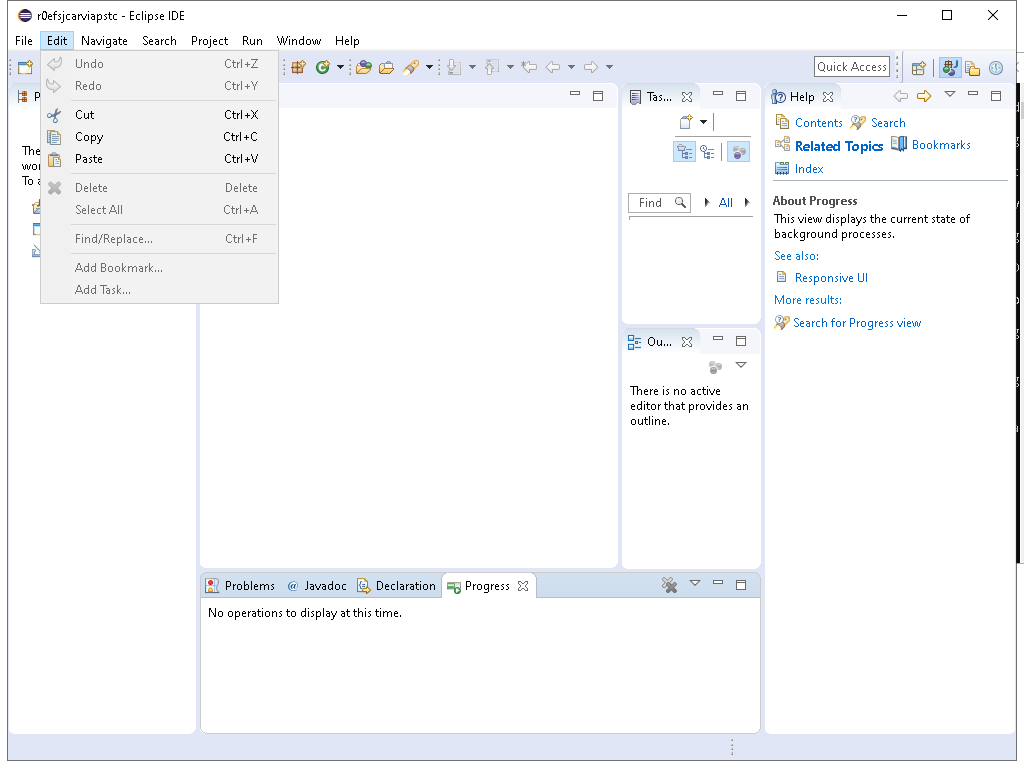 r0efsjcarviapstc - Eclipse IDE
File Edit Navigate Search Project Run Window Help
Undo Ctrl+Z
Redo Ctrl+Y
Cut Ctrl+X
Copy Ctrl+C
Paste Ctrl+V
Delete Delete
Select All Ctrl+A
Find/Replace... Ctrl+F
Add Bookmark...
Add Task...
Quick Access
P
The
wor
To a
Tas...
Find
All
Ou...
There is no active
editor that provides an
outline.
Help
Contents Search
Related Topics Bookmarks
Index
About Progress
This view displays the current state of
background processes.
See also:
Responsive UI
More results:
Search for Progress view
Problems @ Javadoc Declaration Progress
No operations to display at this time.